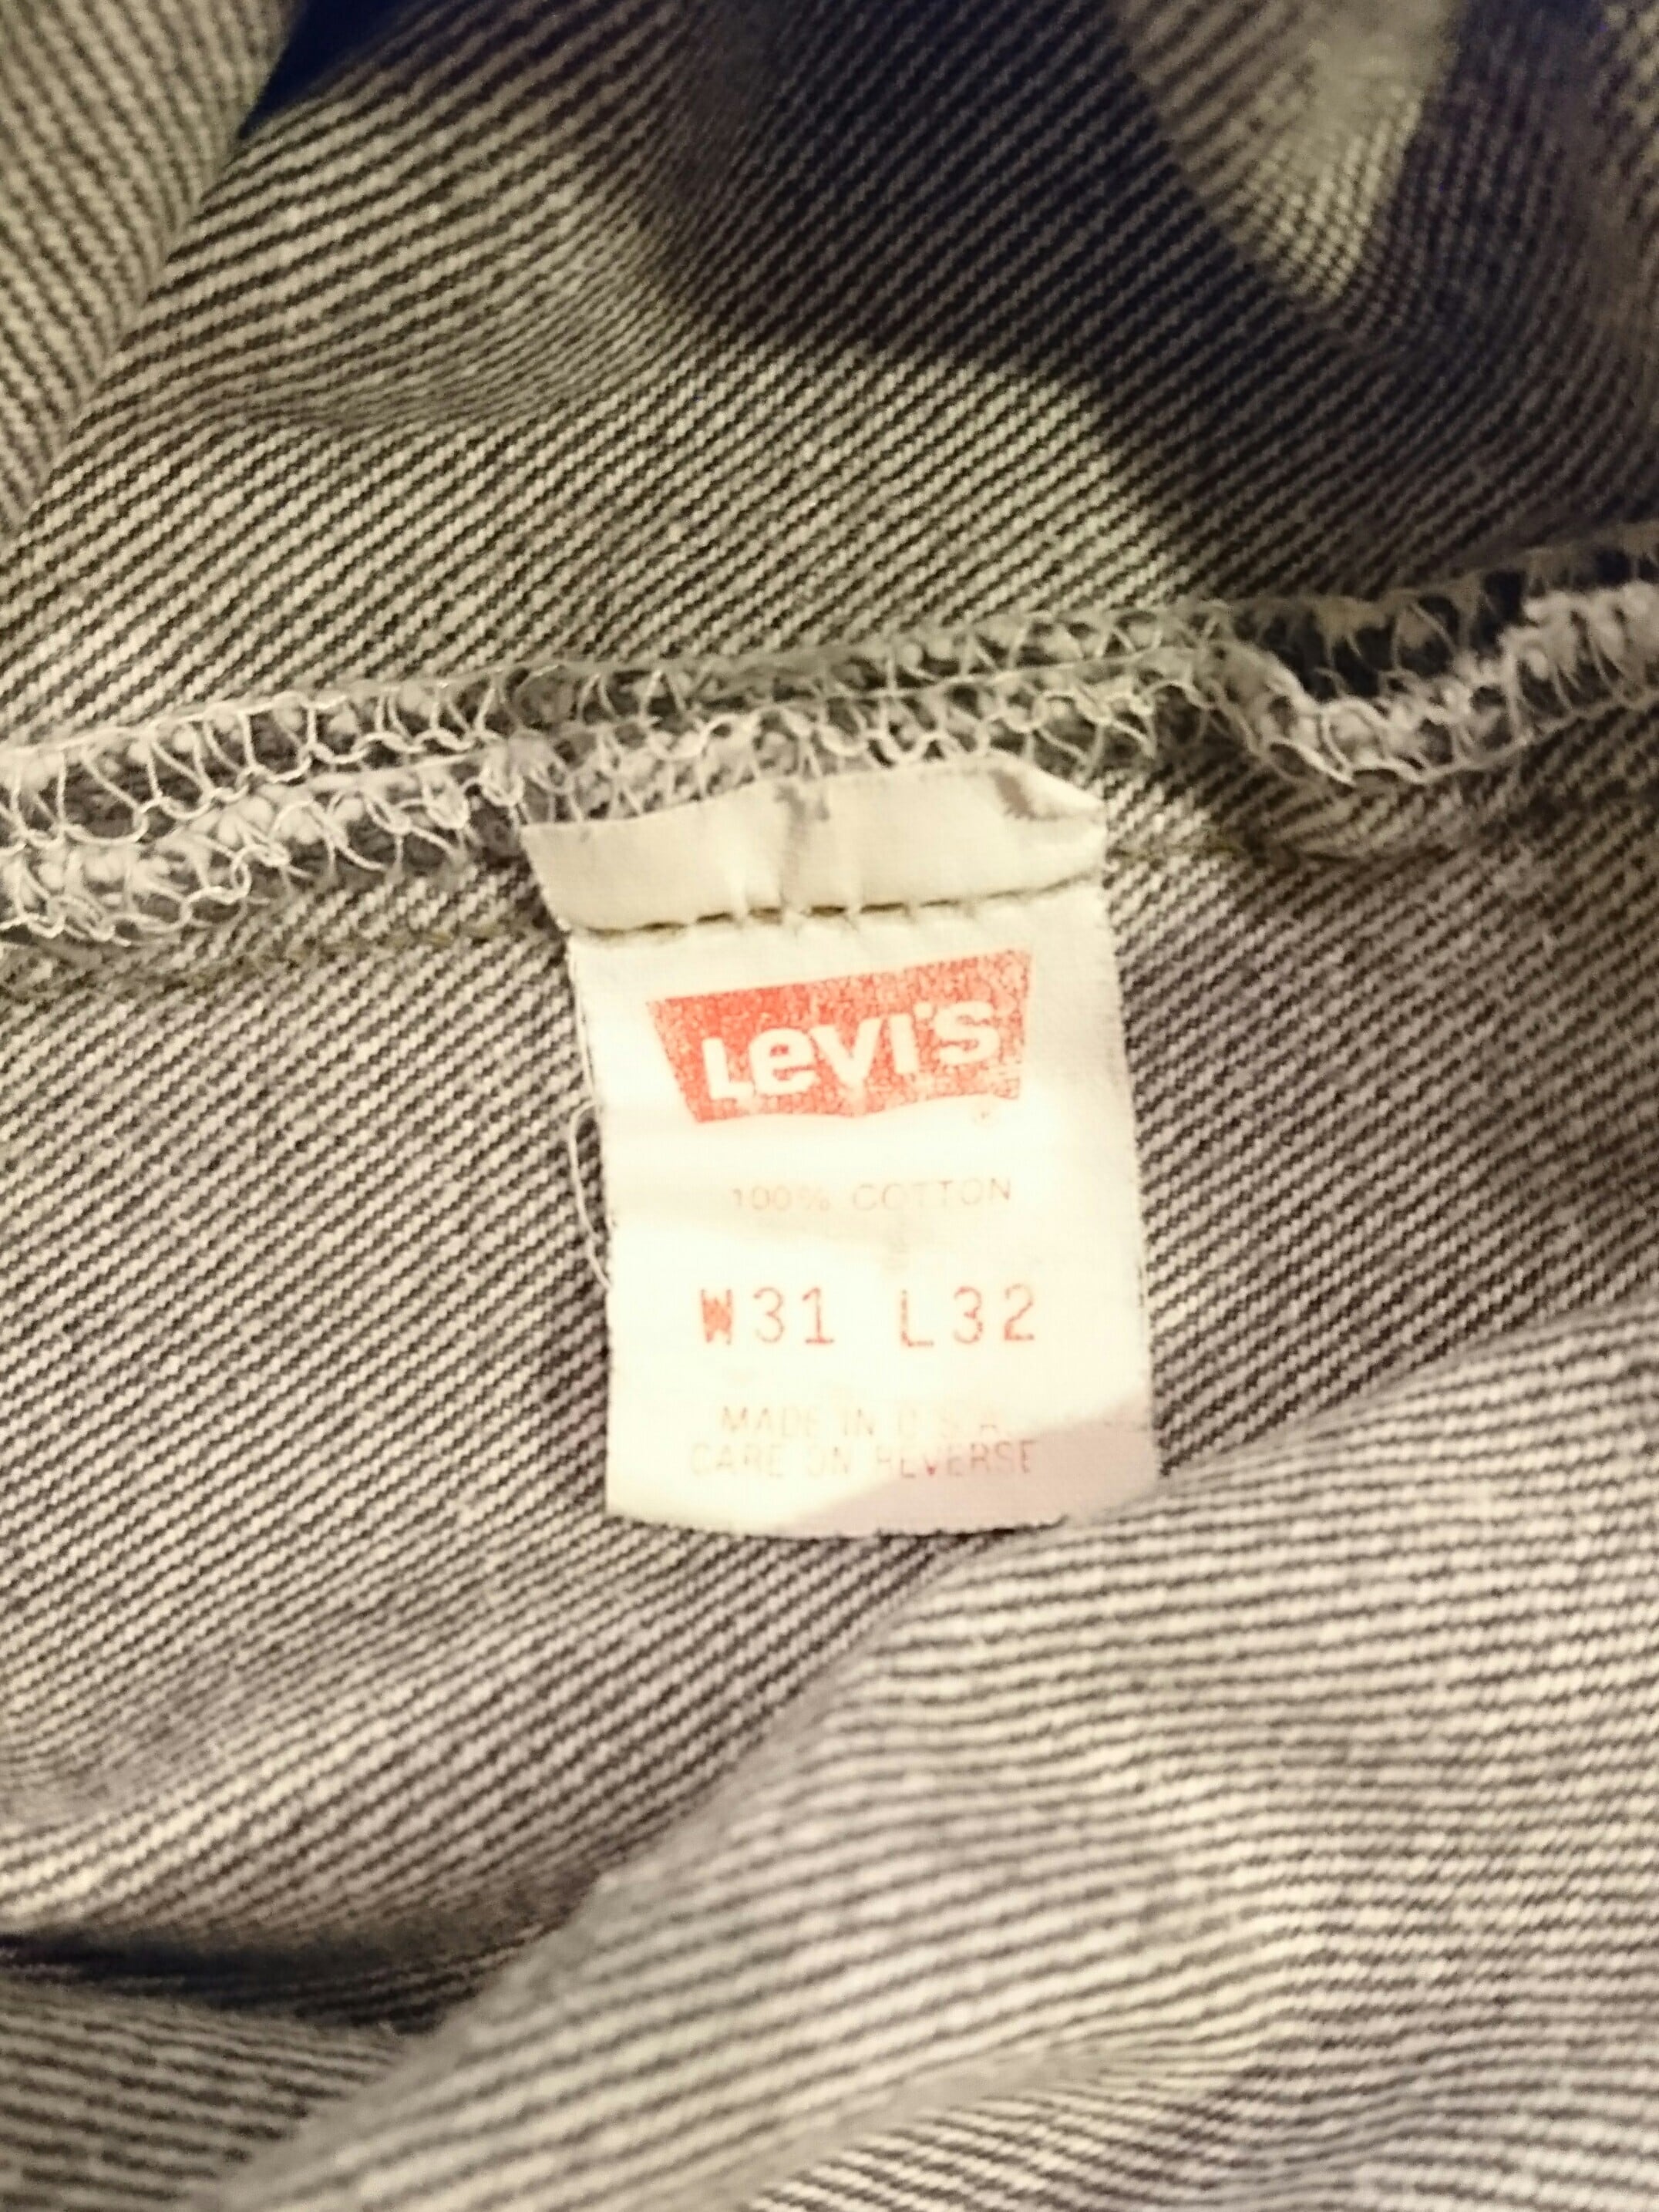 LEVI'S
100% COTTON
W31 L32
MADE IN U.S.A.
CARE ON REVERSE